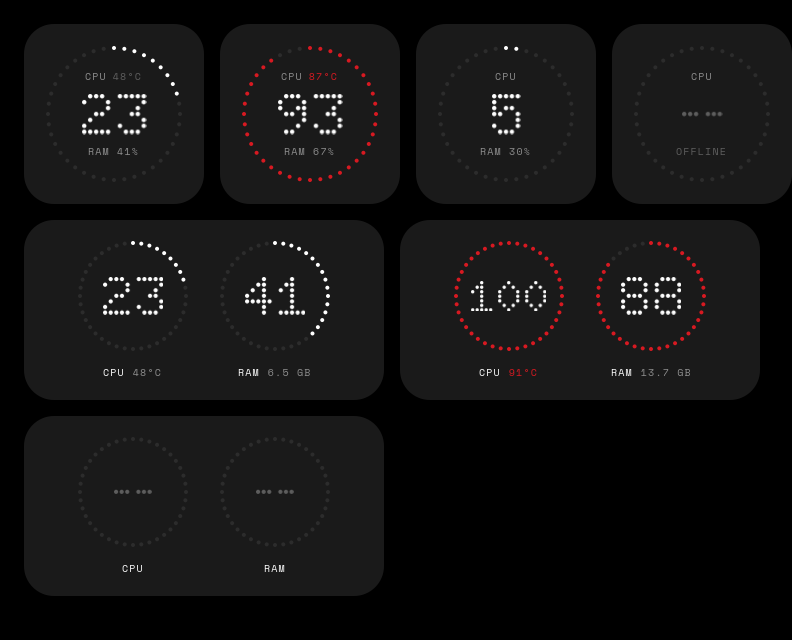 CPU 48°C
23
RAM 41%
CPU 87°C
93
RAM 67%
CPU
5
RAM 30%
CPU
--
OFFLINE
23
CPU 48°C
41
RAM 6.5 GB
100
CPU 91°C
88
RAM 13.7 GB
--
CPU
--
RAM